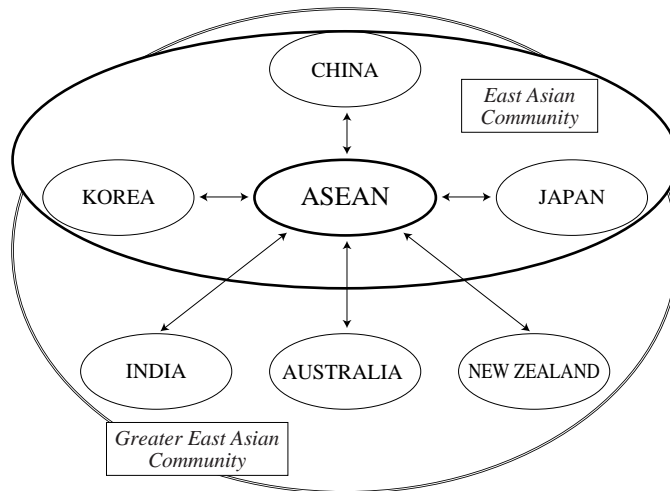 CHINA
East Asian
Community
KOREA
ASEAN
JAPAN
INDIA
AUSTRALIA
NEW ZEALAND
Greater East Asian
Community